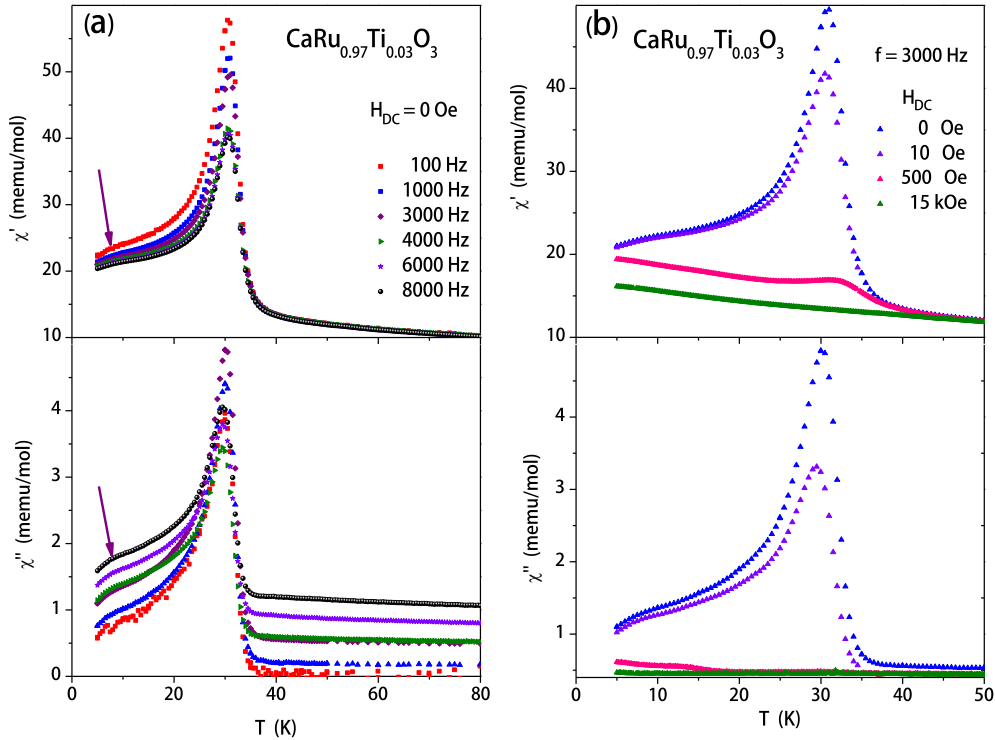 (a)
CaRu0.97Ti0.03O3
H_DC = 0 Oe
100 Hz
1000 Hz
3000 Hz
4000 Hz
6000 Hz
8000 Hz
χ' (memu/mol)
50
40
30
20
10
χ'' (memu/mol)
4
3
2
1
0
0 20 40 60 80
T (K)
(b)
CaRu0.97Ti0.03O3
f = 3000 Hz
H_DC
0 Oe
10 Oe
500 Oe
15 kOe
χ' (memu/mol)
40
30
20
10
χ'' (memu/mol)
4
3
2
1
0 10 20 30 40 50
T (K)